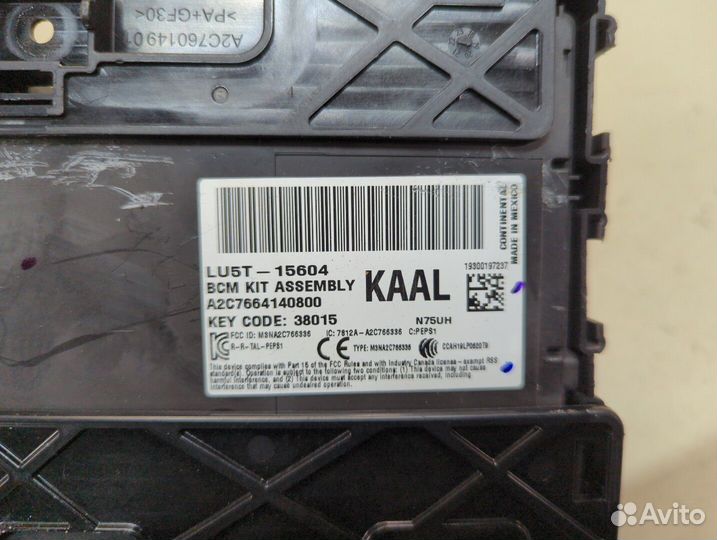 A2C7601490
>PA+GF30<
CONTINENTAL
MADE IN MEXICO
LU5T-15604
BCM KIT ASSEMBLY
A2C7664140800
KAAL
19300197237
KEY CODE: 38015
N75UH
FCC ID: M3NA2C766336 IC: 7812A-A2C766336 C:PEPS1
R-R-TAL-PEPS1
CE
TYPE: M3NA2C766336
CCC
CCAH19LP0620T9
This device complies with Part 15 of the FCC Rules and with Industry Canada license - exempt RSS
standard(s). Operation is subject to the following two conditions: (1) This device may not cause
harmful interference, and (2) This device must accept any interference received, including
interference that may cause undesired operation.
Avito